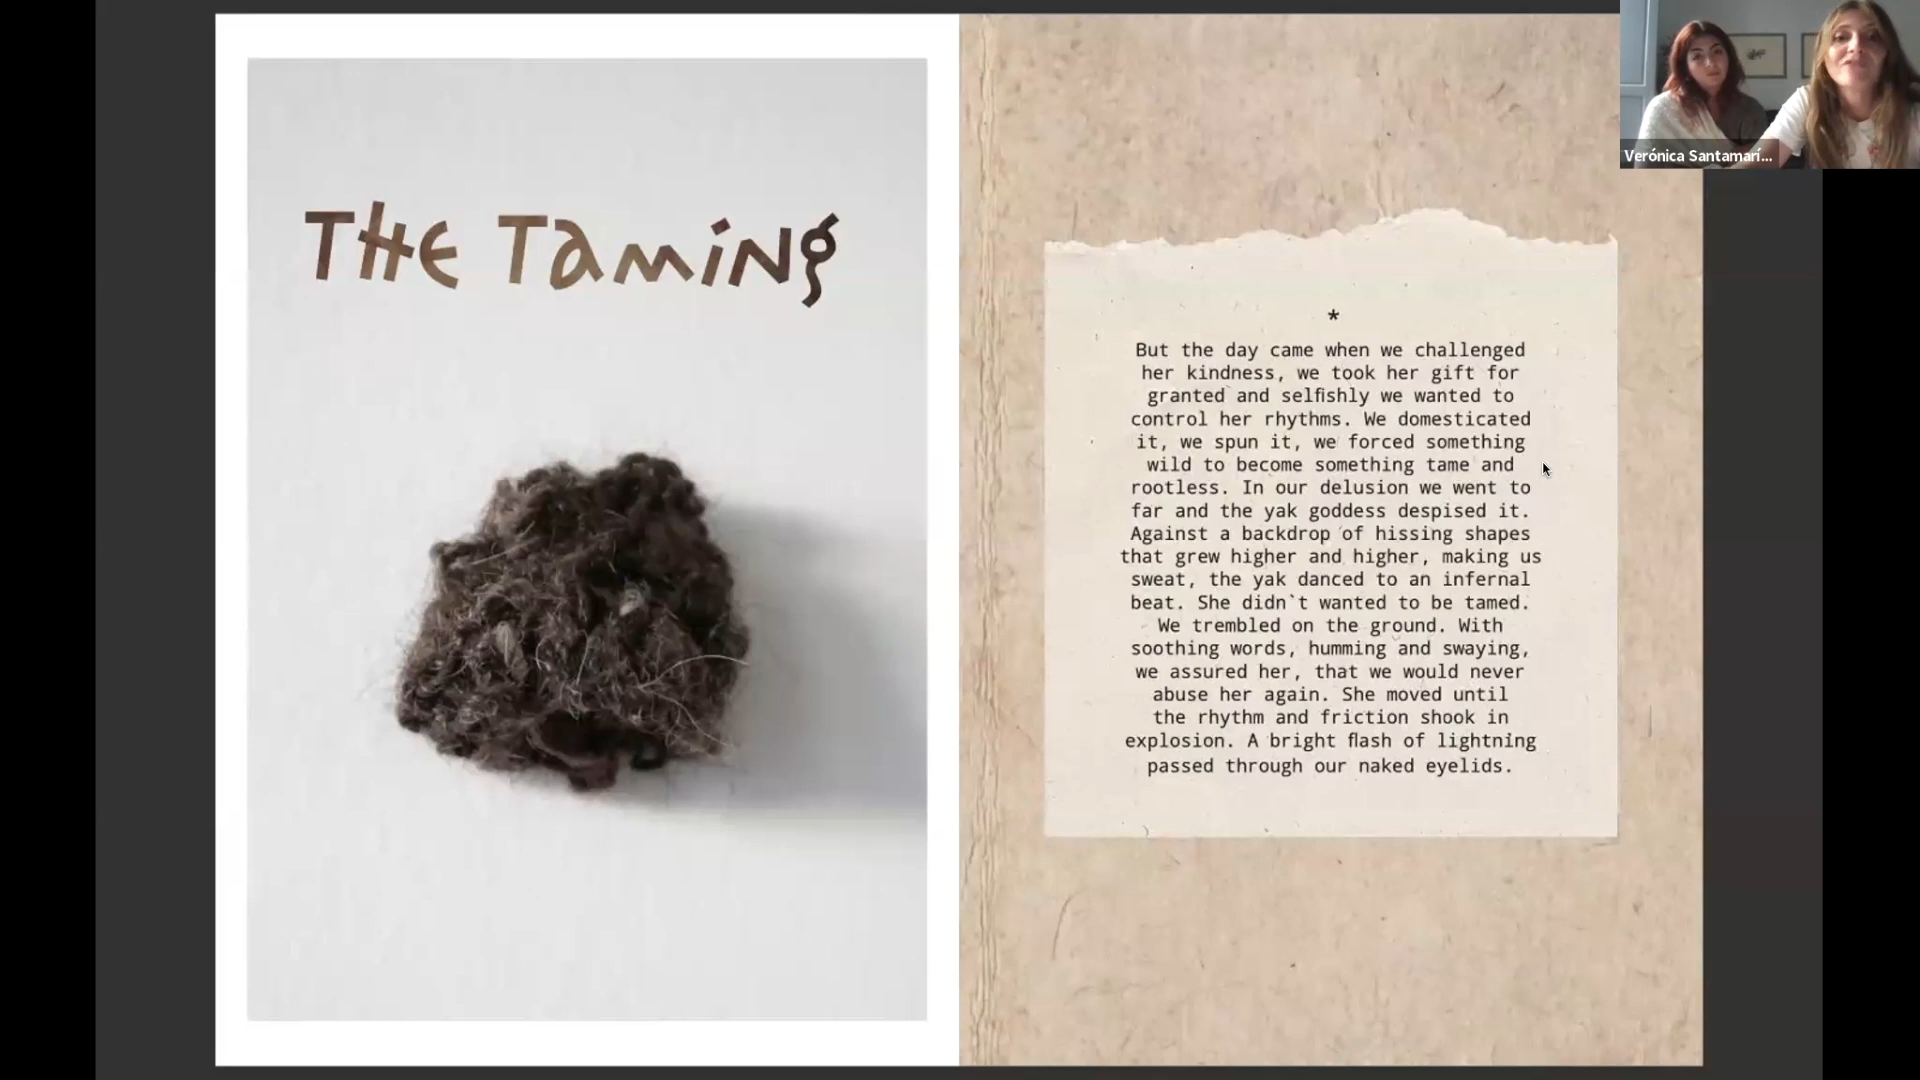 THE TamiNg
*
But the day came when we challenged
her kindness, we took her gift for
granted and selfishly we wanted to
control her rhythms. We domesticated
it, we spun it, we forced something
wild to become something tame and
rootless. In our delusion we went to
far and the yak goddess despised it.
Against a backdrop of hissing shapes
that grew higher and higher, making us
sweat, the yak danced to an infernal
beat. She didn`t wanted to be tamed.
We trembled on the ground. With
soothing words, humming and swaying,
we assured her, that we would never
abuse her again. She moved until
the rhythm and friction shook in
explosion. A bright flash of lightning
passed through our naked eyelids.
Verónica Santamarí...